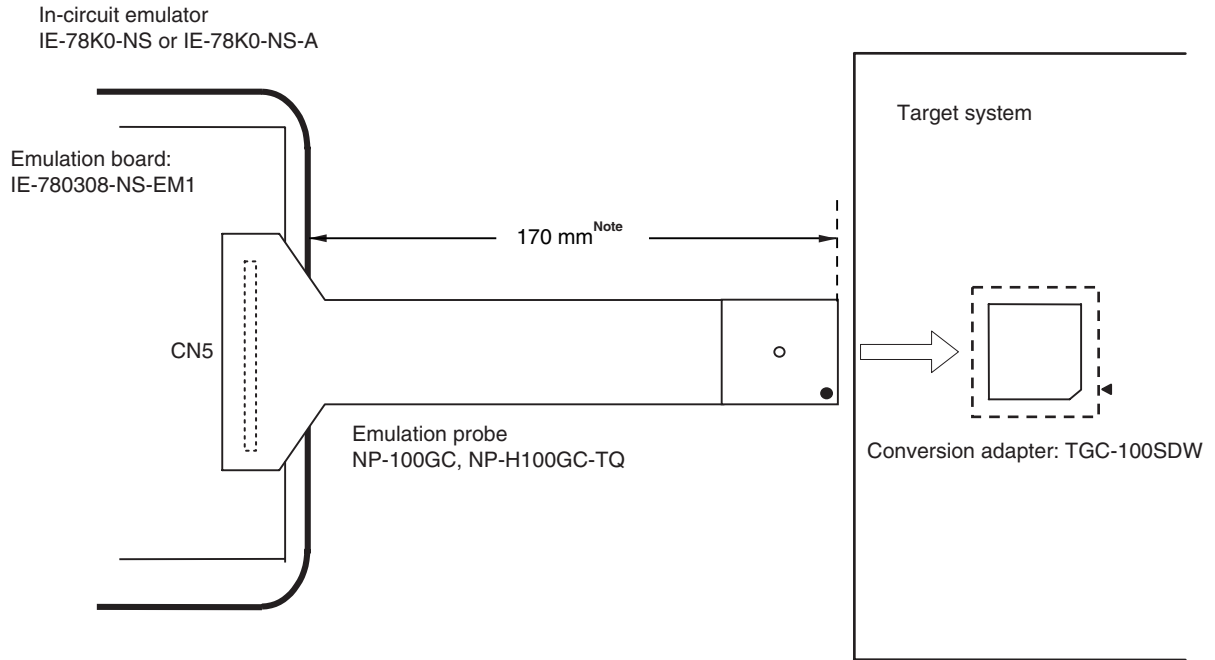 In-circuit emulator
IE-78K0-NS or IE-78K0-NS-A
Target system
Emulation board:
IE-780308-NS-EM1
170 mmNote
CN5
Emulation probe
NP-100GC, NP-H100GC-TQ
Conversion adapter: TGC-100SDW